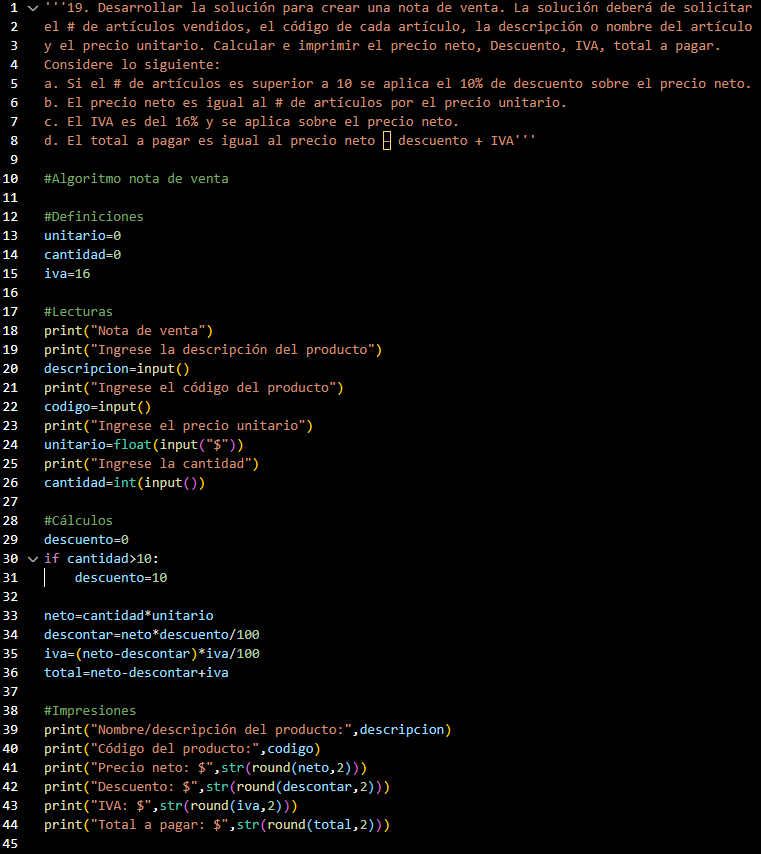 1 '''19. Desarrollar la solución para crear una nota de venta. La solución deberá de solicitar
2 el # de artículos vendidos, el código de cada artículo, la descripción o nombre del artículo
3 y el precio unitario. Calcular e imprimir el precio neto, Descuento, IVA, total a pagar.
4 Considere lo siguiente:
5 a. Si el # de artículos es superior a 10 se aplica el 10% de descuento sobre el precio neto.
6 b. El precio neto es igual al # de artículos por el precio unitario.
7 c. El IVA es del 16% y se aplica sobre el precio neto.
8 d. El total a pagar es igual al precio neto – descuento + IVA'''
9
10 #Algoritmo nota de venta
11
12 #Definiciones
13 unitario=0
14 cantidad=0
15 iva=16
16
17 #Lecturas
18 print("Nota de venta")
19 print("Ingrese la descripción del producto")
20 descripcion=input()
21 print("Ingrese el código del producto")
22 codigo=input()
23 print("Ingrese el precio unitario")
24 unitario=float(input("$"))
25 print("Ingrese la cantidad")
26 cantidad=int(input())
27
28 #Cálculos
29 descuento=0
30 if cantidad>10:
31     descuento=10
32
33 neto=cantidad*unitario
34 descontar=neto*descuento/100
35 iva=(neto-descontar)*iva/100
36 total=neto-descontar+iva
37
38 #Impresiones
39 print("Nombre/descripción del producto:",descripcion)
40 print("Código del producto:",codigo)
41 print("Precio neto: $",str(round(neto,2)))
42 print("Descuento: $",str(round(descontar,2)))
43 print("IVA: $",str(round(iva,2)))
44 print("Total a pagar: $",str(round(total,2)))
45